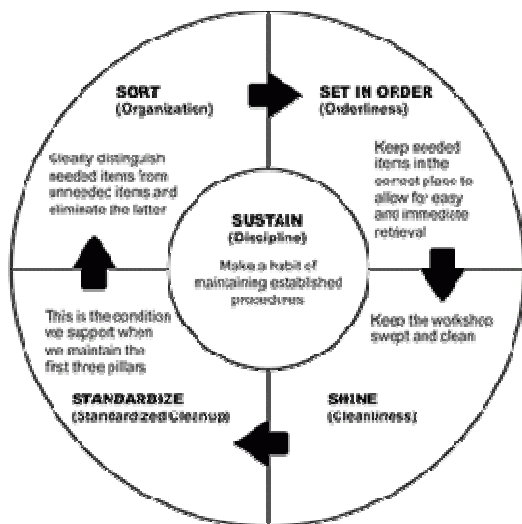 SORT
(Organization)
Clearly distinguish
needed items from
unneeded items and
eliminate the latter
SET IN ORDER
(Orderliness)
Keep needed
items in the
correct place to
allow for easy
and immediate
retrieval
SUSTAIN
(Discipline)
Make a habit of
maintaining established
procedures
This is the condition
we support when
we maintain the
first three pillars
STANDARDIZE
(Standardized Cleanup)
Keep the workshop
swept and clean
SHINE
(Cleanliness)